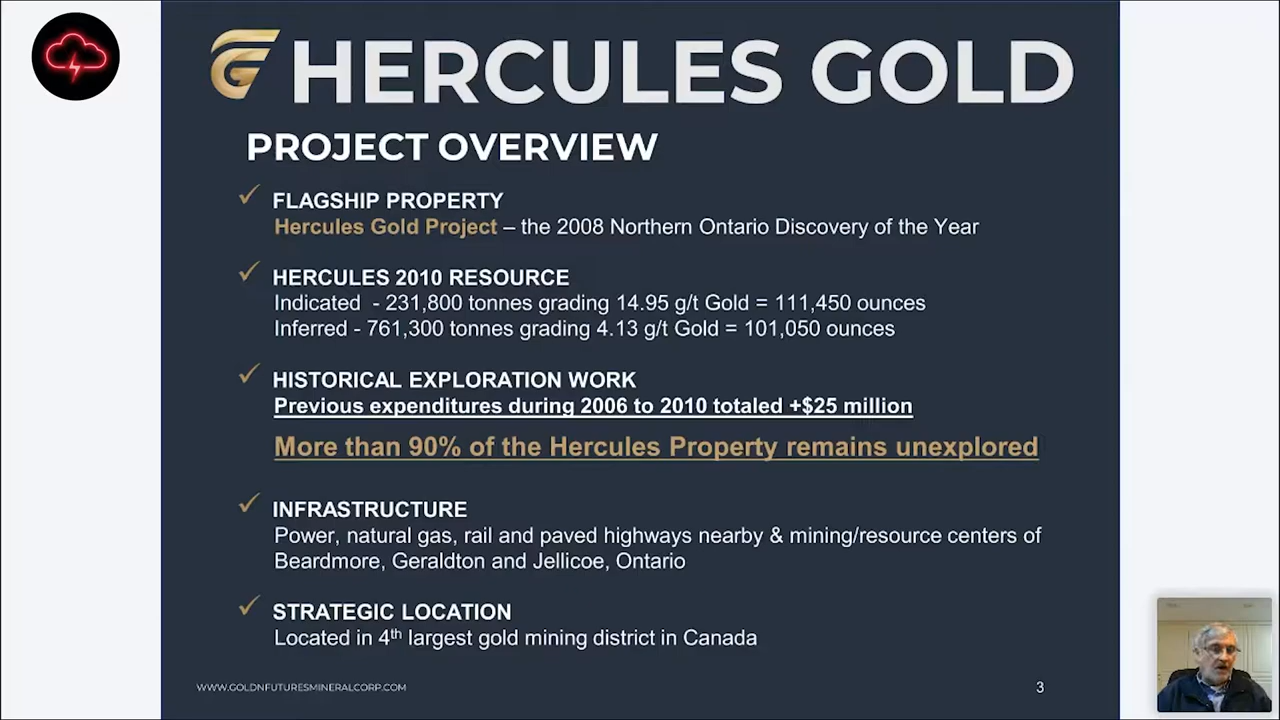 HERCULES GOLD
PROJECT OVERVIEW
✓ FLAGSHIP PROPERTY
Hercules Gold Project – the 2008 Northern Ontario Discovery of the Year
✓ HERCULES 2010 RESOURCE
Indicated - 231,800 tonnes grading 14.95 g/t Gold = 111,450 ounces
Inferred - 761,300 tonnes grading 4.13 g/t Gold = 101,050 ounces
✓ HISTORICAL EXPLORATION WORK
Previous expenditures during 2006 to 2010 totaled +$25 million
More than 90% of the Hercules Property remains unexplored
✓ INFRASTRUCTURE
Power, natural gas, rail and paved highways nearby & mining/resource centers of
Beardmore, Geraldton and Jellicoe, Ontario
✓ STRATEGIC LOCATION
Located in 4th largest gold mining district in Canada
WWW.GOLDNFUTURESMINERALCORP.COM
3